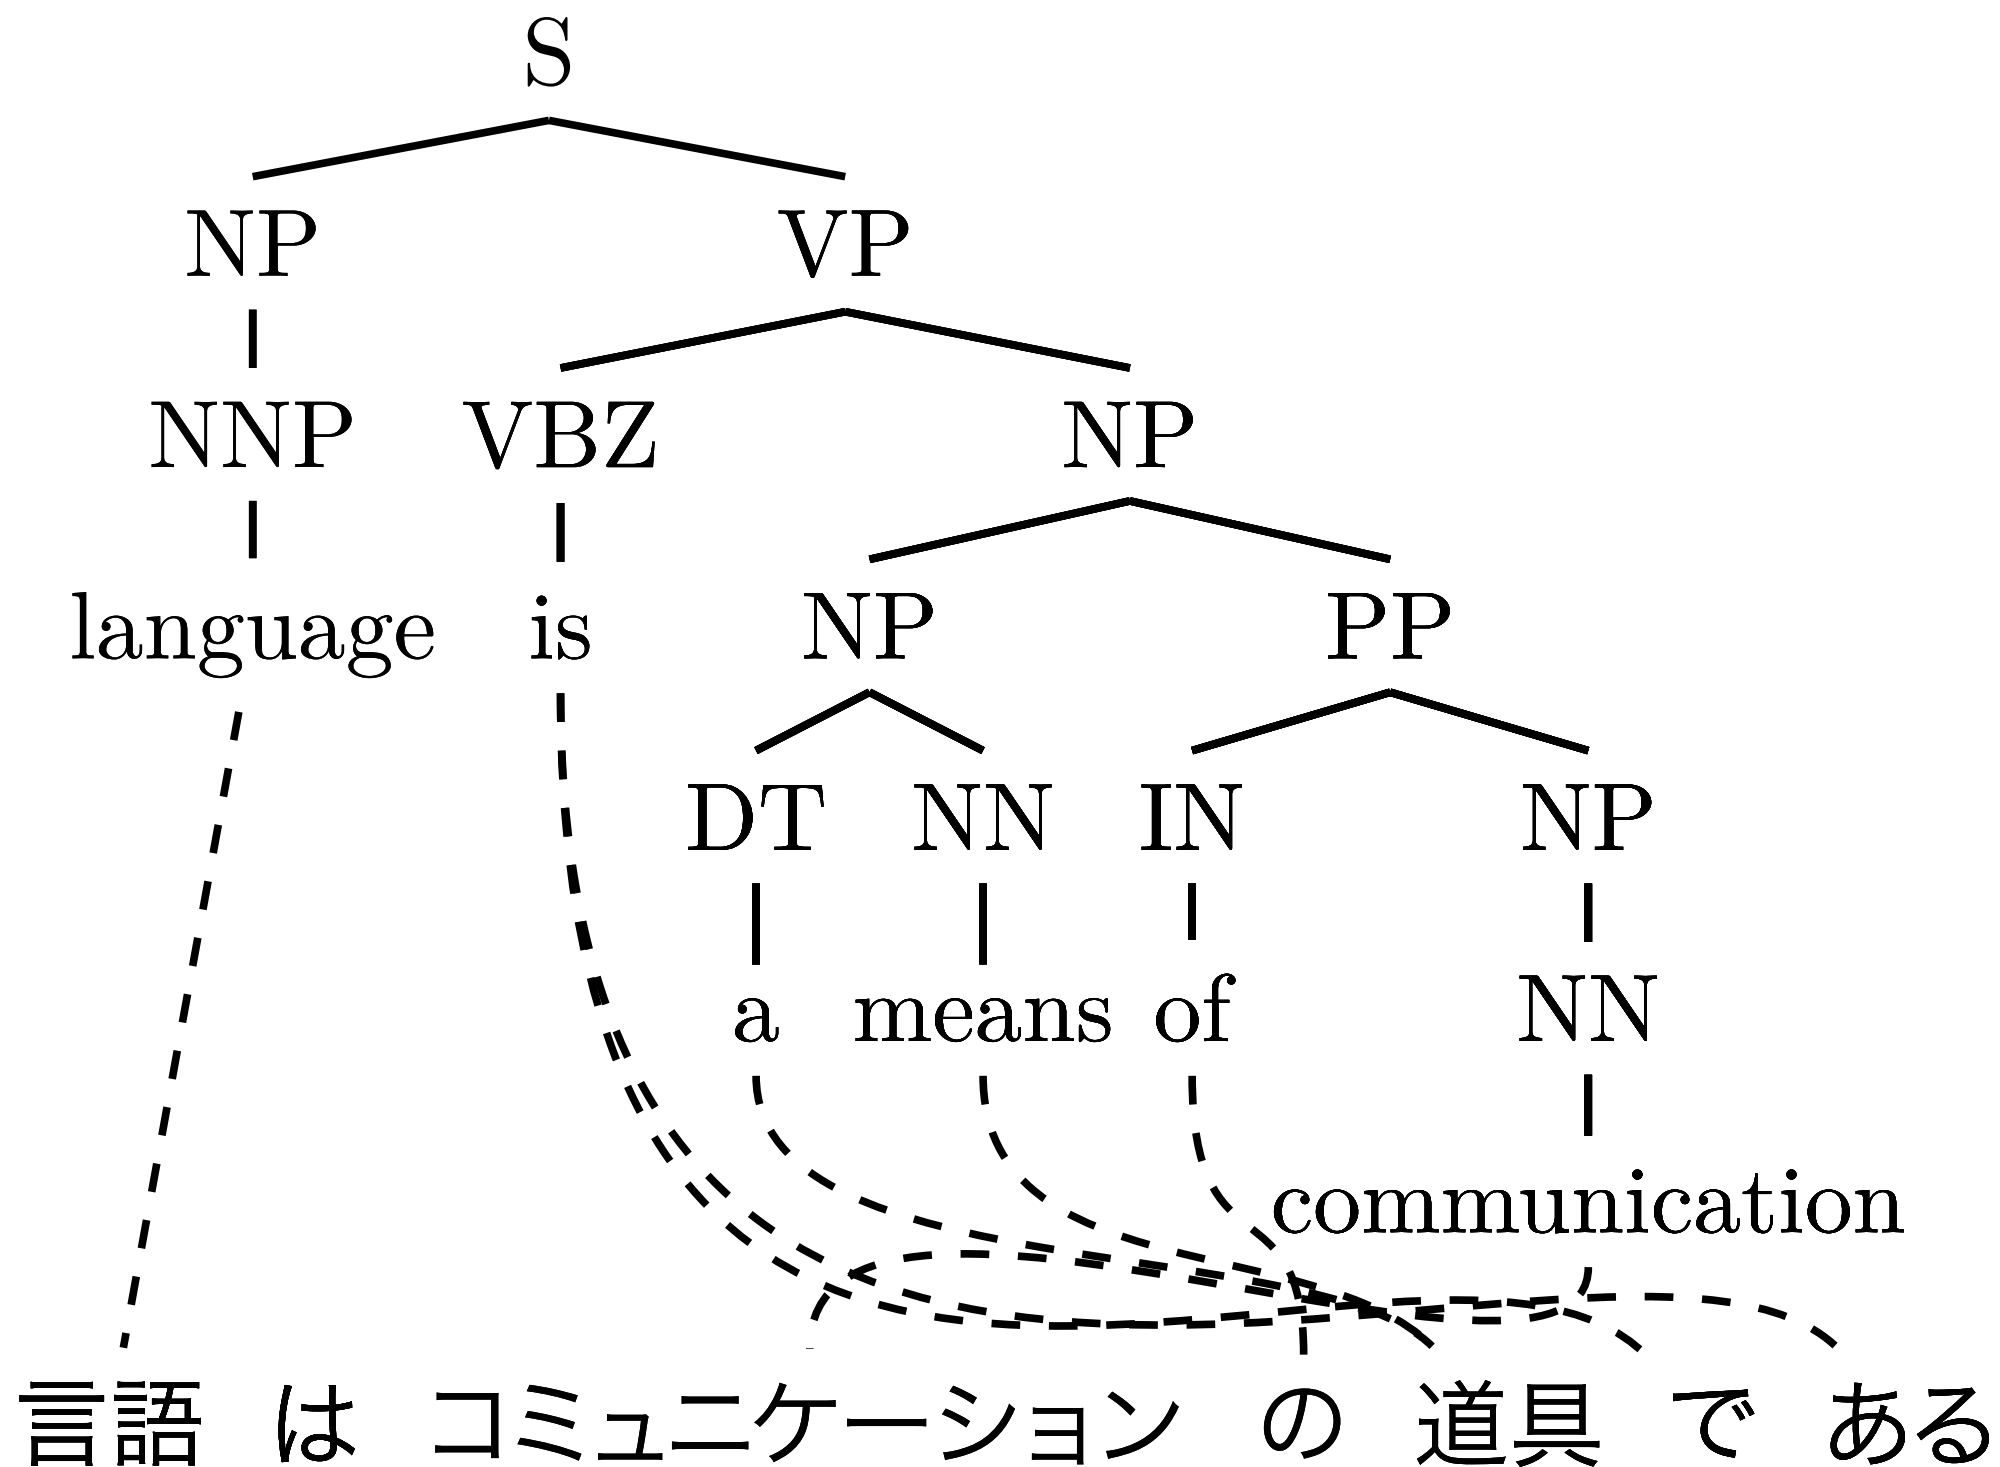 S
NP VP
NNP VBZ NP
language is NP PP
DT NN IN NP
a means of NN
communication
言語 は コミュニケーション の 道具 で ある